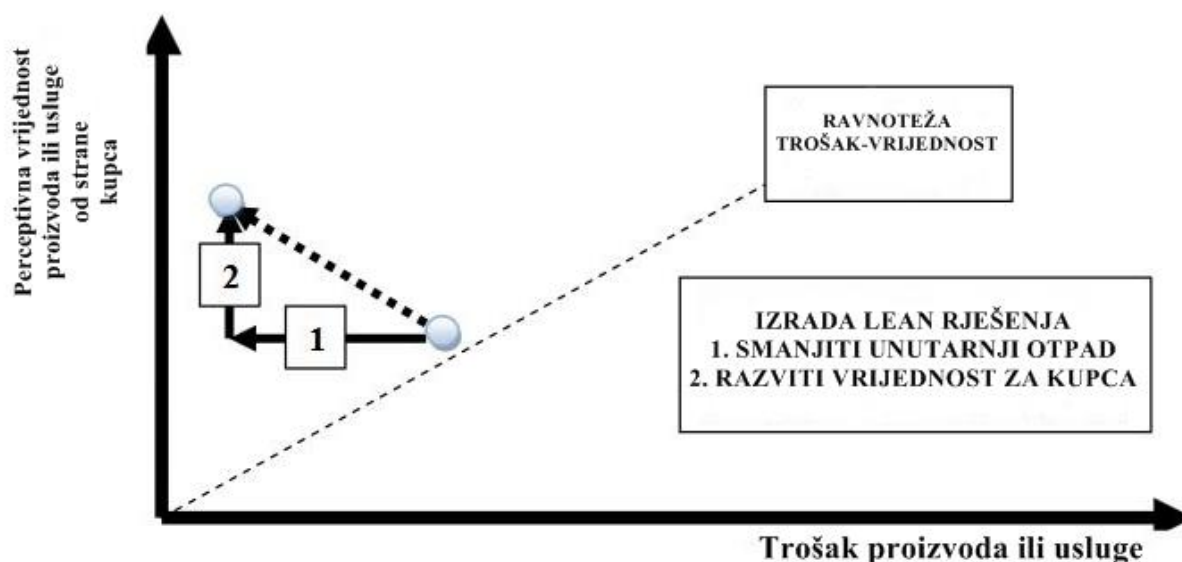 Perceptivna vrijednost
proizvoda ili usluge
od strane
kupca
RAVNOTEŽA
TROŠAK-VRIJEDNOST
2
1
IZRADA LEAN RJEŠENJA
1. SMANJITI UNUTARNJI OTPAD
2. RAZVITI VRIJEDNOST ZA KUPCA
Trošak proizvoda ili usluge